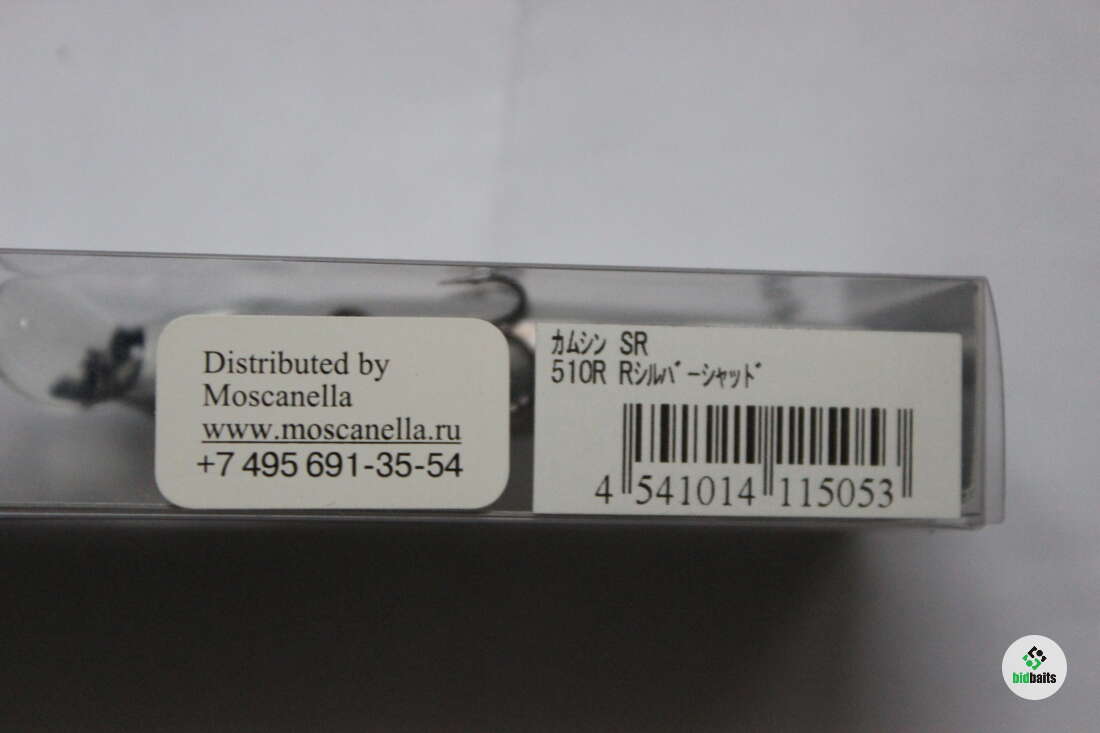 Distributed by
Moscanella
www.moscanella.ru
+7 495 691-35-54
ｶﾑｼﾝ SR
510R Rｼﾙﾊﾞｰｼｬｯﾄﾞ
4 541014 115053
bidbaits